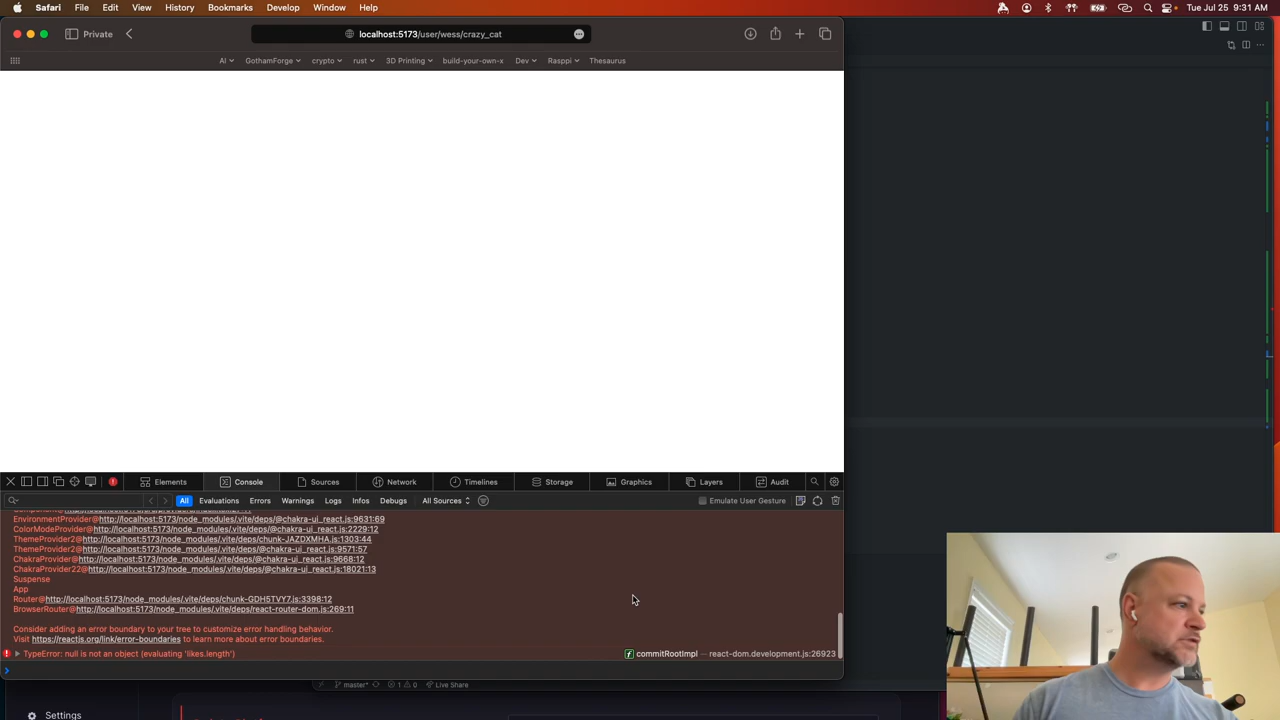 Safari File Edit View History Bookmarks Develop Window Help Tue Jul 25 9:31 AM
Private localhost:5173/user/wess/crazy_cat
AI GothamForge crypto rust 3D Printing build-your-own-x Dev Rasppi Thesaurus
Elements Console Sources Network Timelines Storage Graphics Layers Audit
All Evaluations Errors Warnings Logs Infos Debugs All Sources Emulate User Gesture
EnvironmentProvider@http://localhost:5173/node_modules/.vite/deps/@chakra-ui_react.js:9631:69
ColorModeProvider@http://localhost:5173/node_modules/.vite/deps/@chakra-ui_react.js:2229:12
ThemeProvider2@http://localhost:5173/node_modules/.vite/deps/chunk-JAZDXMHA.js:1303:44
ThemeProvider2@http://localhost:5173/node_modules/.vite/deps/@chakra-ui_react.js:9571:57
ChakraProvider@http://localhost:5173/node_modules/.vite/deps/@chakra-ui_react.js:9668:12
ChakraProvider22@http://localhost:5173/node_modules/.vite/deps/@chakra-ui_react.js:18021:13
Suspense
App
Router@http://localhost:5173/node_modules/.vite/deps/chunk-GDH5TVY7.js:3398:12
BrowserRouter@http://localhost:5173/node_modules/.vite/deps/react-router-dom.js:269:11
Consider adding an error boundary to your tree to customize error handling behavior.
Visit https://reactjs.org/link/error-boundaries to learn more about error boundaries.
TypeError: null is not an object (evaluating 'likes.length') f commitRootImpl — react-dom.development.js:26923
master* 1 0 Live Share
Settings